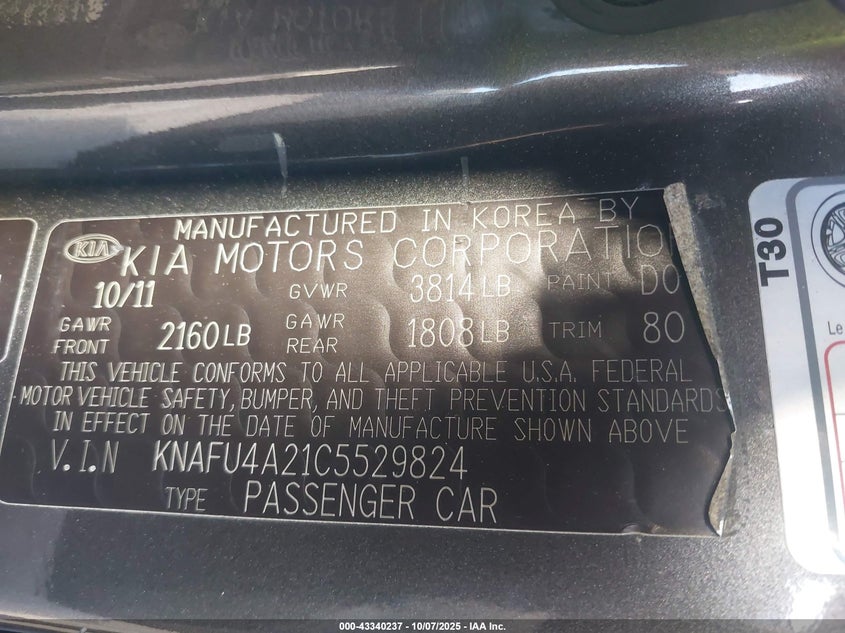 MANUFACTURED IN KOREA BY
KIA KIA MOTORS CORPORATION
10/11 GVWR 3814 LB PAINT D0
GAWR FRONT 2160 LB GAWR REAR 1808 LB TRIM 80
THIS VEHICLE CONFORMS TO ALL APPLICABLE U.S.A. FEDERAL
MOTOR VEHICLE SAFETY, BUMPER, AND THEFT PREVENTION STANDARDS
IN EFFECT ON THE DATE OF MANUFACTURE SHOWN ABOVE
V.I.N KNAFU4A21C5529824
TYPE PASSENGER CAR
T30
Le
000-43340237 - 10/07/2025 - IAA Inc.